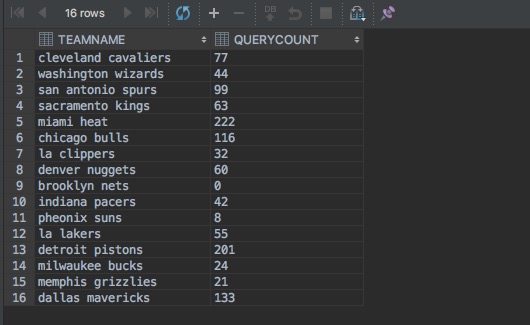 16 rows DB
TEAMNAME QUERYCOUNT
1 cleveland cavaliers 77
2 washington wizards 44
3 san antonio spurs 99
4 sacramento kings 63
5 miami heat 222
6 chicago bulls 116
7 la clippers 32
8 denver nuggets 60
9 brooklyn nets 0
10 indiana pacers 42
11 pheonix suns 8
12 la lakers 55
13 detroit pistons 201
14 milwaukee bucks 24
15 memphis grizzlies 21
16 dallas mavericks 133